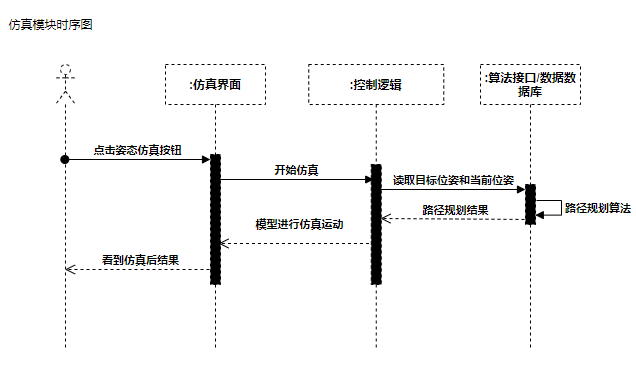 仿真模块时序图
:仿真界面
:控制逻辑
:算法接口/数据数
据库
点击姿态仿真按钮
开始仿真
读取目标位姿和当前位姿
路径规划算法
路径规划结果
模型进行仿真运动
看到仿真后结果